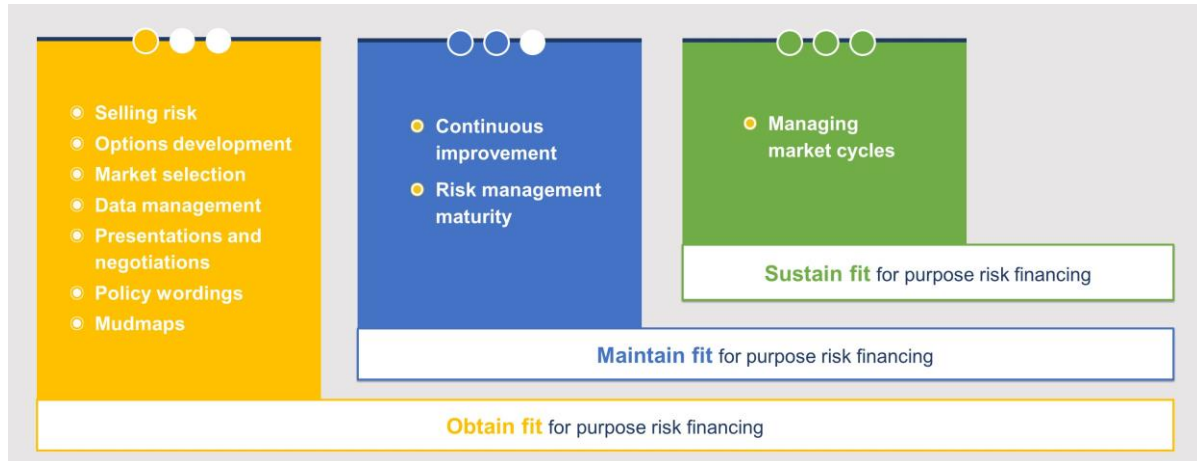 Selling risk
Options development
Market selection
Data management
Presentations and
negotiations
Policy wordings
Mudmaps
Continuous
improvement
Risk management
maturity
Managing
market cycles
Sustain fit for purpose risk financing
Maintain fit for purpose risk financing
Obtain fit for purpose risk financing